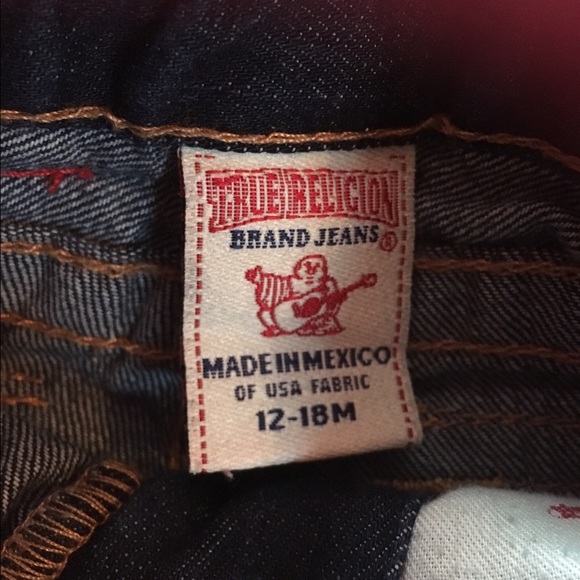 TRUE RELIGION
BRAND JEANS®
MADE IN MEXICO
OF USA FABRIC
12-18M